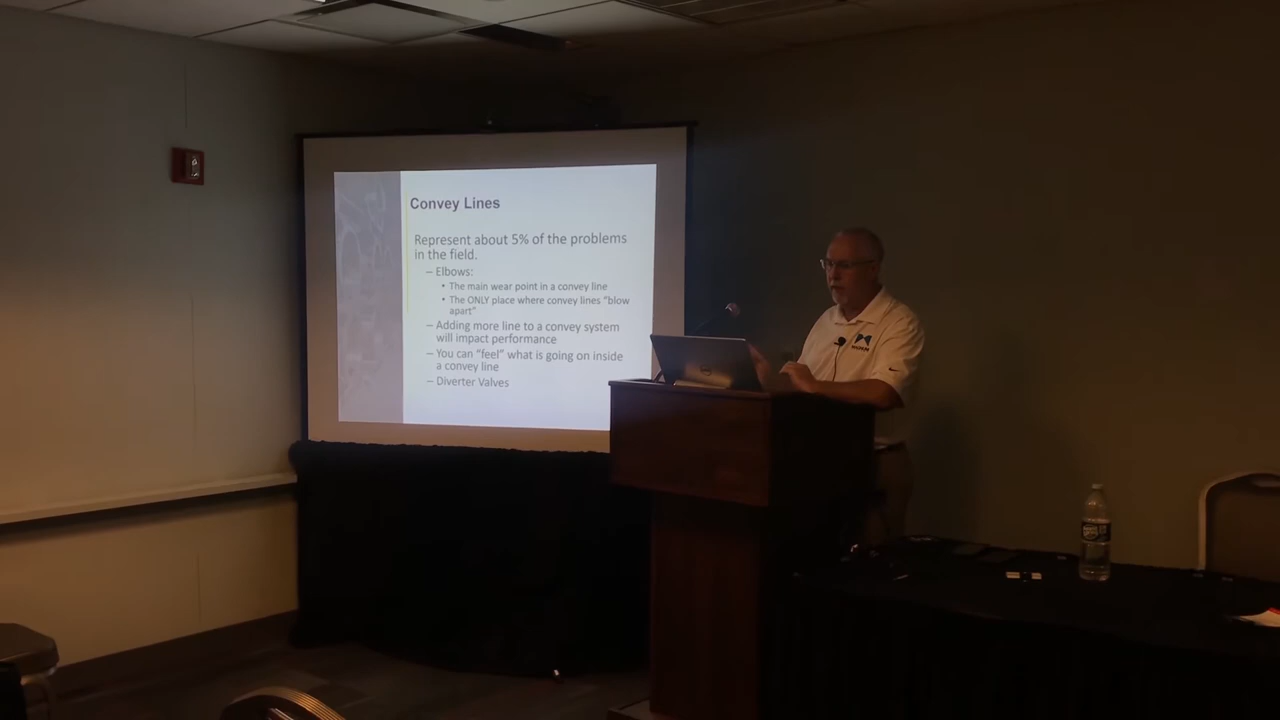 Convey Lines
Represent about 5% of the problems
in the field.
– Elbows:
• The main wear point in a convey line
• The ONLY place where convey lines "blow
apart"
– Adding more line to a convey system
will impact performance
– You can "feel" what is going on inside
a convey line
– Diverter Valves
DELL